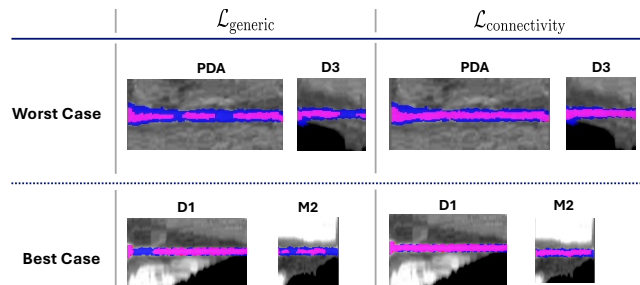 ℒgeneric ℒconnectivity
PDA D3 PDA D3
Worst Case
D1 M2 D1 M2
Best Case